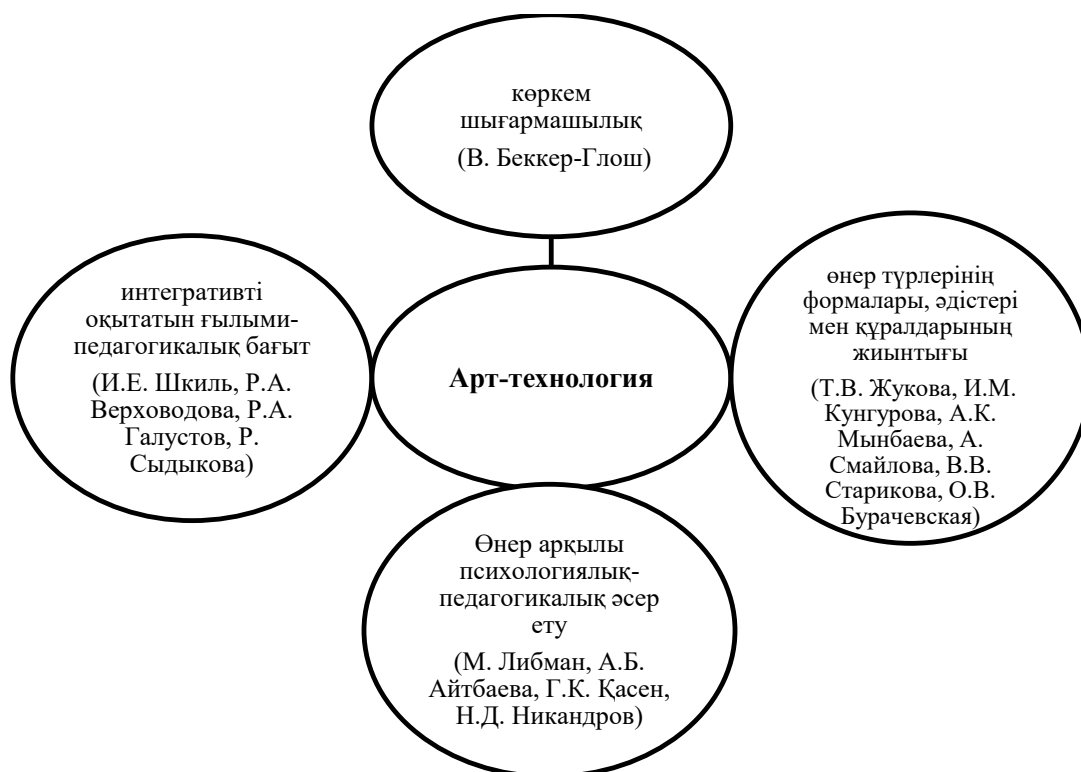 көркем
шығармашылық
(В. Беккер-Глош)
интегративті
оқытатын ғылыми-
педагогикалық бағыт
(И.Е. Шкиль, Р.А.
Верховодова, Р.А.
Галустов, Р.
Сыдыкова)
Арт-технология
өнер түрлерінің
формалары, әдістері
мен құралдарының
жиынтығы
(Т.В. Жукова, И.М.
Кунгурова, А.К.
Мынбаева, А.
Смайлова, В.В.
Старикова, О.В.
Бурачевская)
Өнер арқылы
психологиялық-
педагогикалық әсер
ету
(М. Либман, А.Б.
Айтбаева, Г.К. Қасен,
Н.Д. Никандров)